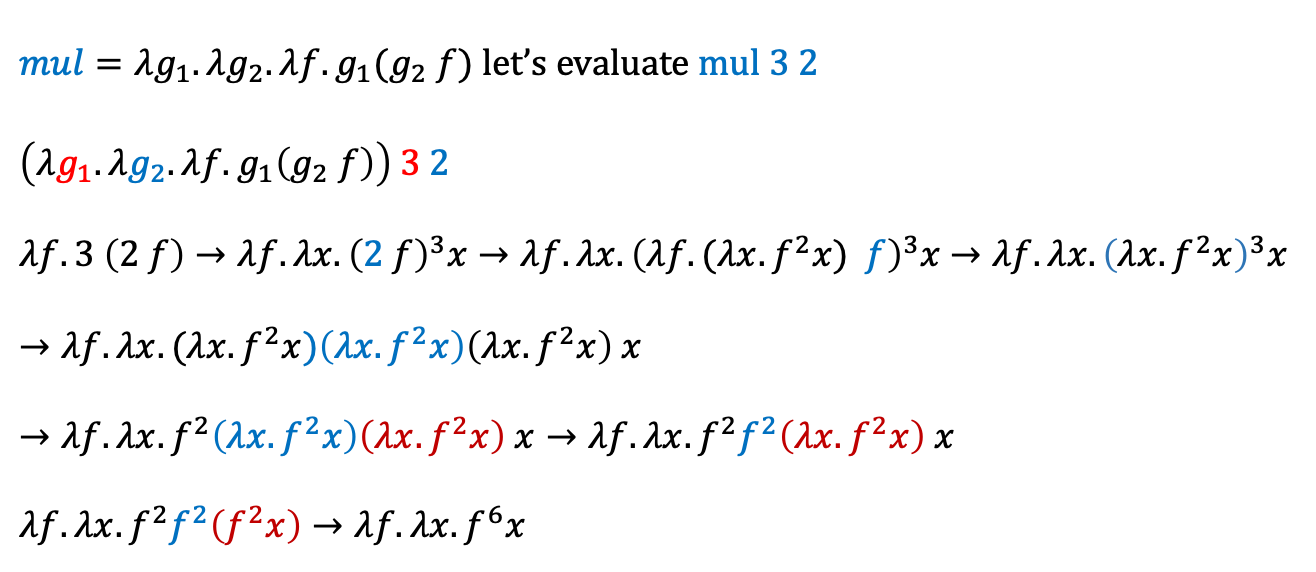 mul = λg₁.λg₂.λf.g₁(g₂ f) let's evaluate mul 3 2
(λg₁.λg₂.λf.g₁(g₂ f)) 3 2
λf.3 (2 f) → λf.λx.(2 f)³x → λf.λx.(λf.(λx.f²x) f)³x → λf.λx.(λx.f²x)³x
→ λf.λx.(λx.f²x)(λx.f²x)(λx.f²x) x
→ λf.λx.f²(λx.f²x)(λx.f²x) x → λf.λx.f²f²(λx.f²x) x
λf.λx.f²f²(f²x) → λf.λx.f⁶x